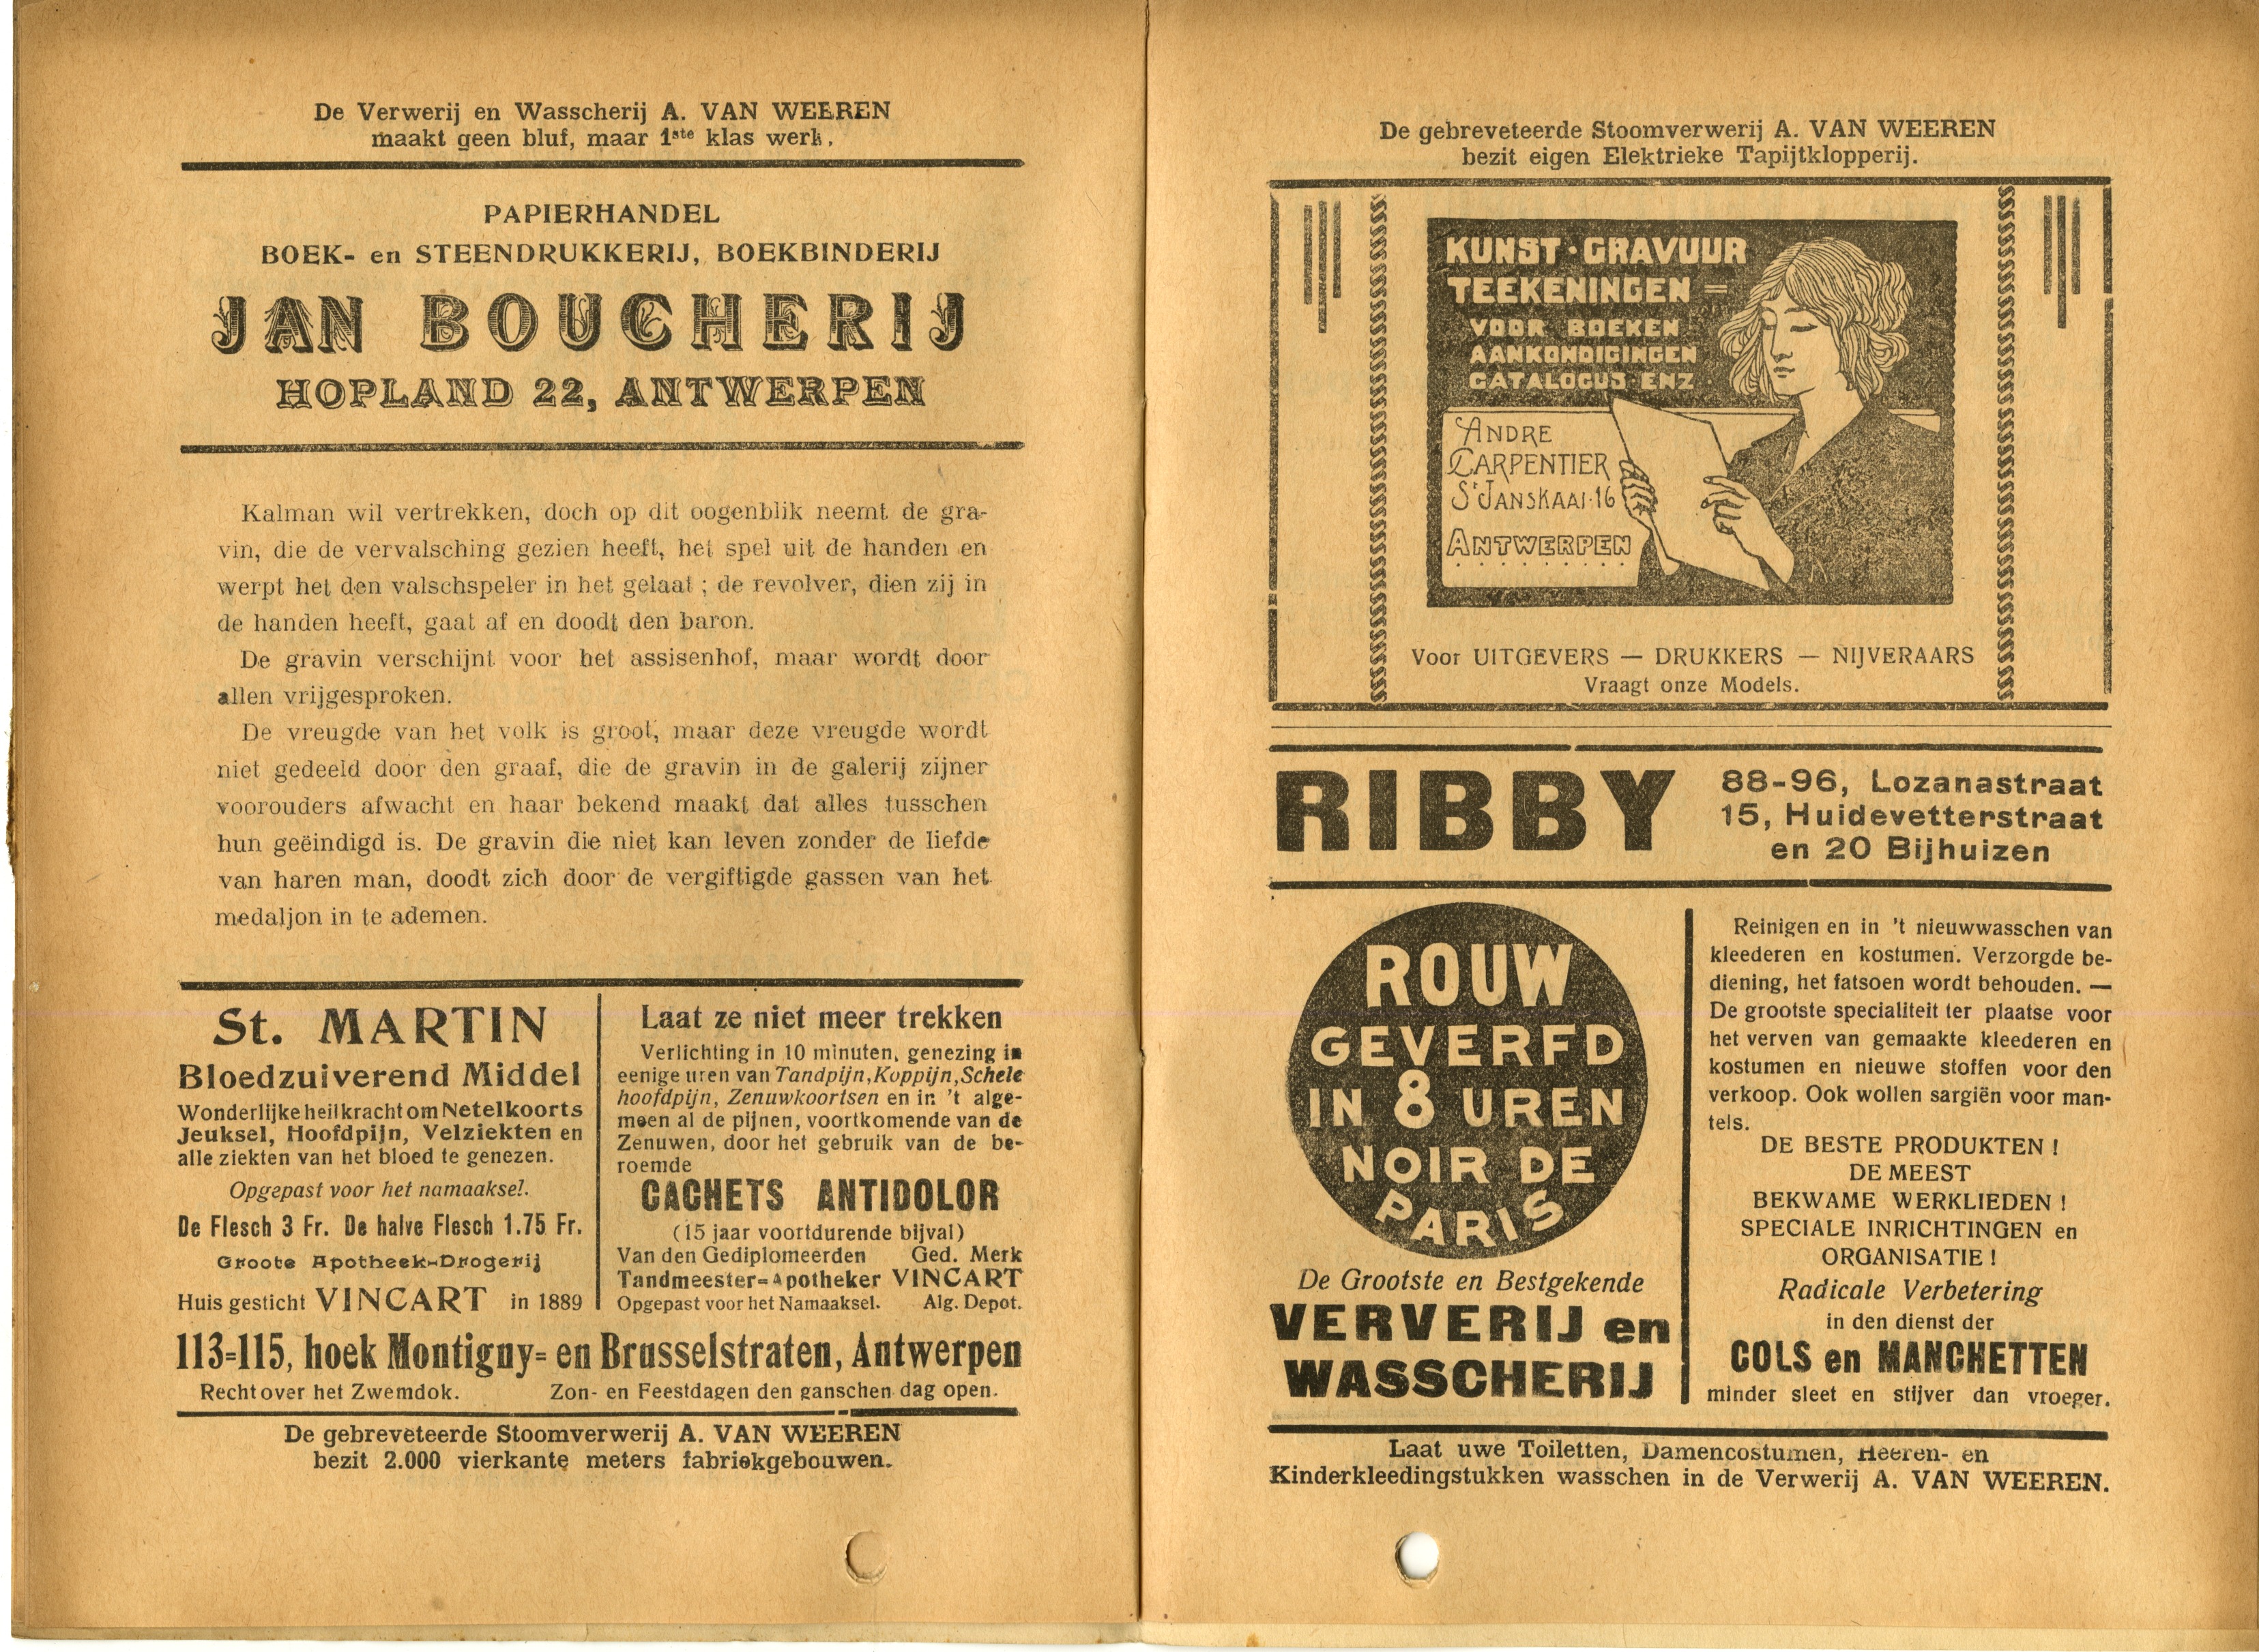 De Verwerij en Wasscherij A. VAN WEEREN
maakt geen bluf, maar 1ste klas werk.
PAPIERHANDEL
BOEK- en STEENDRUKKERIJ, BOEKBINDERIJ
JAN BOUCHERIJ
HOPLAND 22, ANTWERPEN
Kalman wil vertrekken, doch op dit oogenblik neemt de gra-
vin, die de vervalsching gezien heeft, het spel uit de handen en
werpt het den valschspeler in het gelaat ; de revolver, dien zij in
de handen heeft, gaat af en doodt den baron.
De gravin verschijnt voor het assisenhof, maar wordt door
allen vrijgesproken.
De vreugde van het volk is groot, maar deze vreugde wordt
niet gedeeld door den graaf, die de gravin in de galerij zijner
voorouders afwacht en haar bekend maakt dat alles tusschen
hun geëindigd is. De gravin die niet kan leven zonder de liefde
van haren man, doodt zich door de vergiftigde gassen van het
medaljon in te ademen.
St. MARTIN
Bloedzuiverend Middel
Wonderlijke heilkracht om Netelkoorts
Jeuksel, Hoofdpijn, Velziekten en
alle ziekten van het bloed te genezen.
Opgepast voor het namaaksel.
De Flesch 3 Fr. De halve Flesch 1.75 Fr.
Groote Apotheek-Drogerij
Huis gesticht VINCART in 1889
Laat ze niet meer trekken
Verlichting in 10 minuten, genezing in
eenige uren van Tandpijn, Koppijn, Schele
hoofdpijn, Zenuwkoortsen en in 't alge-
meen al de pijnen, voortkomende van de
Zenuwen, door het gebruik van de be-
roemde
CACHETS ANTIDOLOR
(15 jaar voortdurende bijval)
Van den Gediplomeerden Ged. Merk
Tandmeester-Apotheker VINCART
Opgepast voor het Namaaksel. Alg. Depot.
113-115, hoek Montigny- en Brusselstraten, Antwerpen
Recht over het Zwemdok. Zon- en Feestdagen den ganschen dag open.
De gebreveteerde Stoomverwerij A. VAN WEEREN
bezit 2.000 vierkante meters fabriekgebouwen.
De gebreveteerde Stoomverwerij A. VAN WEEREN
bezit eigen Elektrieke Tapijtklopperij.
KUNST·GRAVUUR
TEEKENINGEN =
VOOR BOEKEN
AANKONDIGINGEN
CATALOGUS·ENZ.
ANDRE
CARPENTIER
St JANSKAAI·16
ANTWERPEN
Voor UITGEVERS — DRUKKERS — NIJVERAARS
Vraagt onze Models.
RIBBY
88-96, Lozanastraat
15, Huidevetterstraat
en 20 Bijhuizen
ROUW
GEVERFD
IN 8 UREN
NOIR DE
PARIS
De Grootste en Bestgekende
VERVERIJ en
WASSCHERIJ
Reinigen en in 't nieuwwasschen van
kleederen en kostumen. Verzorgde be-
diening, het fatsoen wordt behouden. —
De grootste specialiteit ter plaatse voor
het verven van gemaakte kleederen en
kostumen en nieuwe stoffen voor den
verkoop. Ook wollen sargiën voor man-
tels.
DE BESTE PRODUKTEN !
DE MEEST
BEKWAME WERKLIEDEN !
SPECIALE INRICHTINGEN en
ORGANISATIE !
Radicale Verbetering
in den dienst der
COLS en MANCHETTEN
minder sleet en stijver dan vroeger.
Laat uwe Toiletten, Damencostumen, Heeren- en
Kinderkleedingstukken wasschen in de Verwerij A. VAN WEEREN.